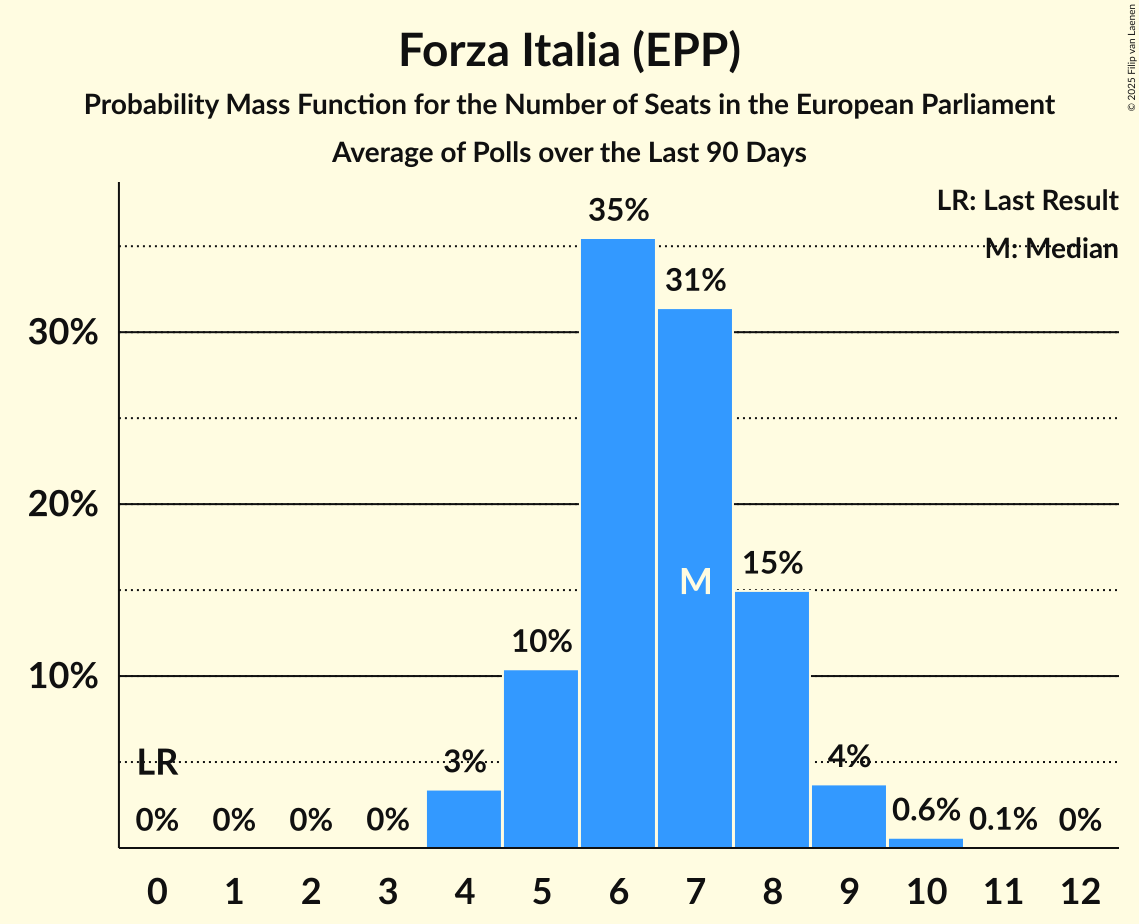 Forza Italia (EPP)
Probability Mass Function for the Number of Seats in the European Parliament
Average of Polls over the Last 90 Days
© 2025 Filip van Laenen
LR: Last Result
M: Median
35%
31%
30%
20%
M
15%
10%
10%
LR
3%
4%
0%
0%
0%
0%
0.6%
0.1%
0%
0 1 2 3 4 5 6 7 8 9 10 11 12